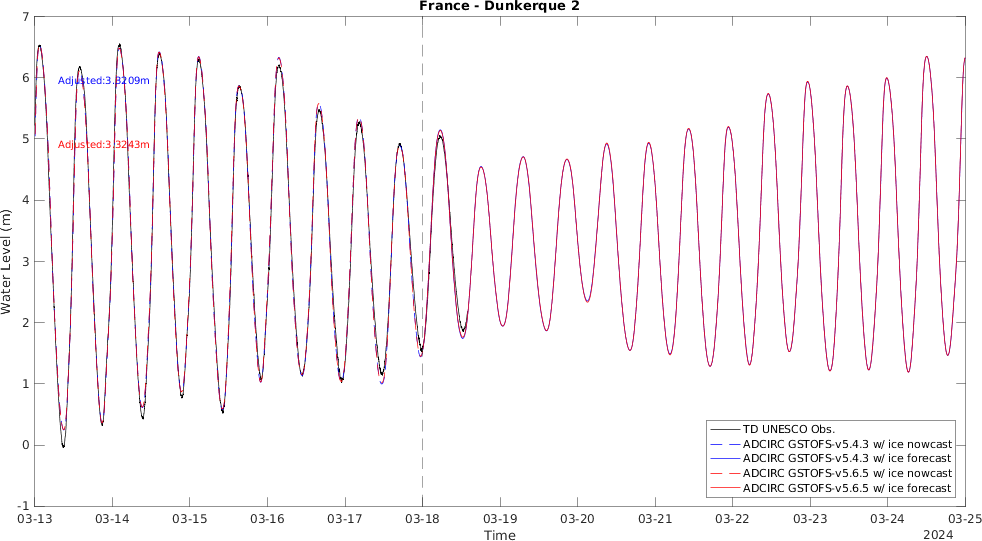 France - Dunkerque 2
7
6
5
4
3
2
1
0
-1
Water Level (m)
Adjusted:3.3209m
Adjusted:3.3243m
TD UNESCO Obs.
ADCIRC GSTOFS-v5.4.3 w/ ice nowcast
ADCIRC GSTOFS-v5.4.3 w/ ice forecast
ADCIRC GSTOFS-v5.6.5 w/ ice nowcast
ADCIRC GSTOFS-v5.6.5 w/ ice forecast
03-13 03-14 03-15 03-16 03-17 03-18 03-19 03-20 03-21 03-22 03-23 03-24 03-25
Time
2024